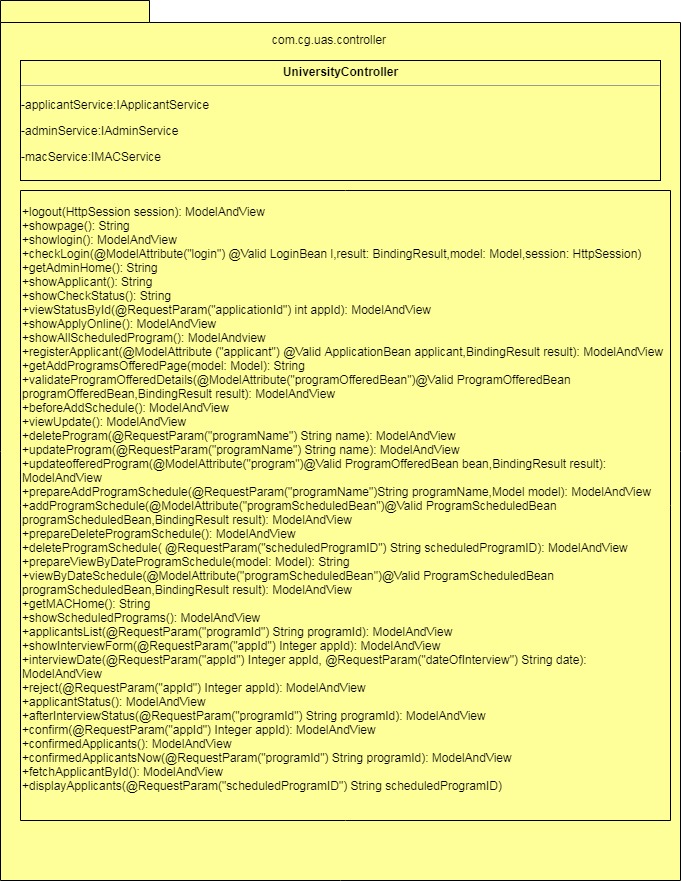 com.cg.uas.controller
UniversityController
-applicantService:IApplicantService
-adminService:IAdminService
-macService:IMACService
+logout(HttpSession session): ModelAndView
+showpage(): String
+showlogin(): ModelAndView
+checkLogin(@ModelAttribute("login") @Valid LoginBean l,result: BindingResult,model: Model,session: HttpSession)
+getAdminHome(): String
+showApplicant(): String
+showCheckStatus(): String
+viewStatusById(@RequestParam("applicationId") int appId): ModelAndView
+showApplyOnline(): ModelAndView
+showAllScheduledProgram(): ModelAndview
+registerApplicant(@ModelAttribute ("applicant") @Valid ApplicationBean applicant,BindingResult result): ModelAndView
+getAddProgramsOfferedPage(model: Model): String
+validateProgramOfferedDetails(@ModelAttribute("programOfferedBean")@Valid ProgramOfferedBean
programOfferedBean,BindingResult result): ModelAndView
+beforeAddSchedule(): ModelAndView
+viewUpdate(): ModelAndView
+deleteProgram(@RequestParam("programName") String name): ModelAndView
+updateProgram(@RequestParam("programName") String name): ModelAndView
+updateofferedProgram(@ModelAttribute("program")@Valid ProgramOfferedBean bean,BindingResult result):
ModelAndView
+prepareAddProgramSchedule(@RequestParam("programName")String programName,Model model): ModelAndView
+addProgramSchedule(@ModelAttribute("programScheduledBean")@Valid ProgramScheduledBean
programScheduledBean,BindingResult result): ModelAndView
+prepareDeleteProgramSchedule(): ModelAndView
+deleteProgramSchedule( @RequestParam("scheduledProgramID") String scheduledProgramID): ModelAndView
+prepareViewByDateProgramSchedule(model: Model): String
+viewByDateSchedule(@ModelAttribute("programScheduledBean")@Valid ProgramScheduledBean
programScheduledBean,BindingResult result): ModelAndView
+getMACHome(): String
+showScheduledPrograms(): ModelAndView
+applicantsList(@RequestParam("programId") String programId): ModelAndView
+showInterviewForm(@RequestParam("appId") Integer appId): ModelAndView
+interviewDate(@RequestParam("appId") Integer appId, @RequestParam("dateOfInterview") String date):
ModelAndView
+reject(@RequestParam("appId") Integer appId): ModelAndView
+applicantStatus(): ModelAndView
+afterInterviewStatus(@RequestParam("programId") String programId): ModelAndView
+confirm(@RequestParam("appId") Integer appId): ModelAndView
+confirmedApplicants(): ModelAndView
+confirmedApplicantsNow(@RequestParam("programId") String programId): ModelAndView
+fetchApplicantById(): ModelAndView
+displayApplicants(@RequestParam("scheduledProgramID") String scheduledProgramID)